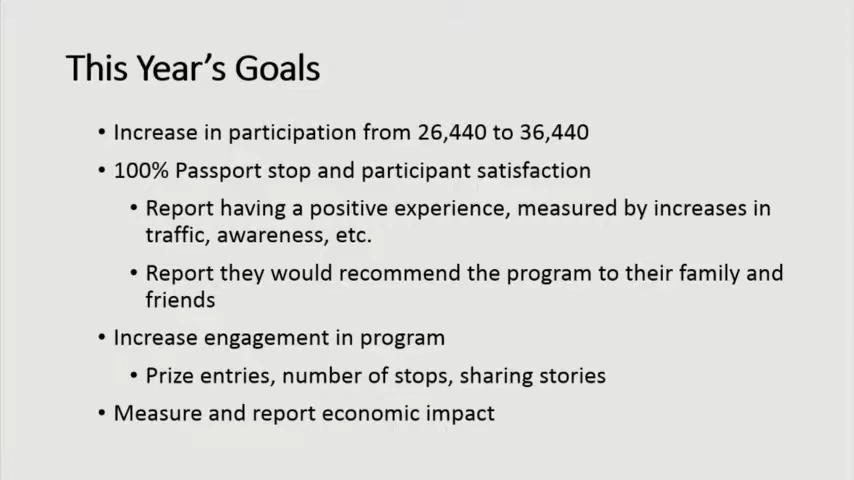 This Year's Goals
• Increase in participation from 26,440 to 36,440
• 100% Passport stop and participant satisfaction
• Report having a positive experience, measured by increases in
traffic, awareness, etc.
• Report they would recommend the program to their family and
friends
• Increase engagement in program
• Prize entries, number of stops, sharing stories
• Measure and report economic impact